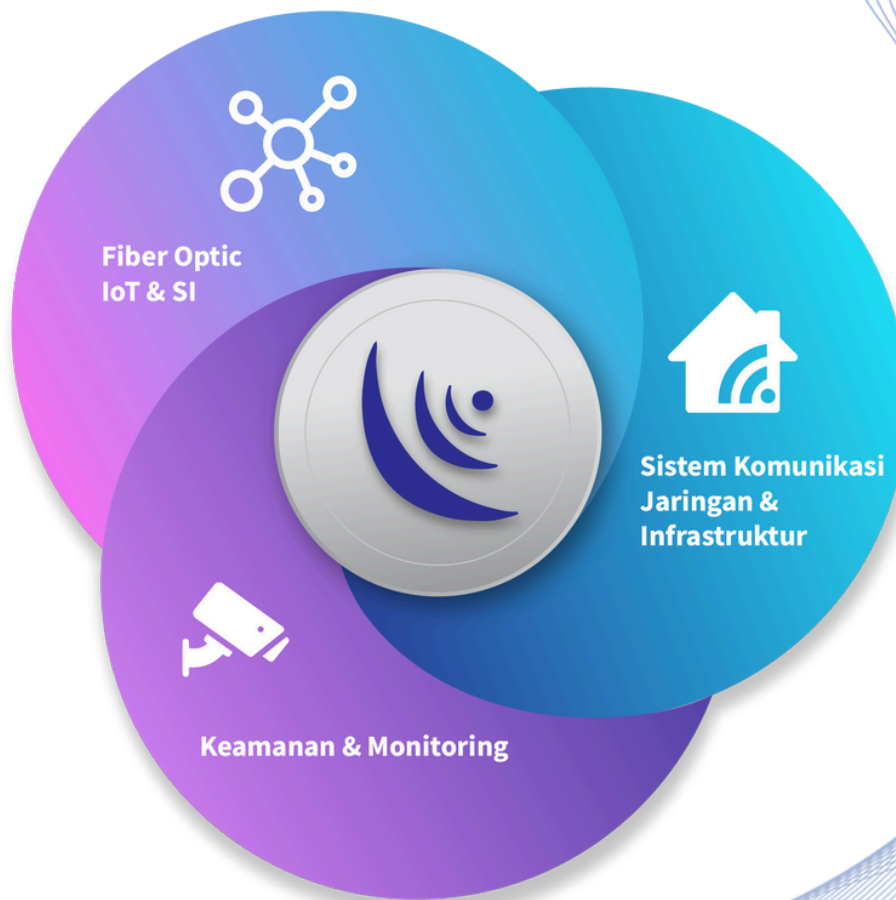 Fiber Optic
IoT & SI
Sistem Komunikasi
Jaringan &
Infrastruktur
Keamanan & Monitoring